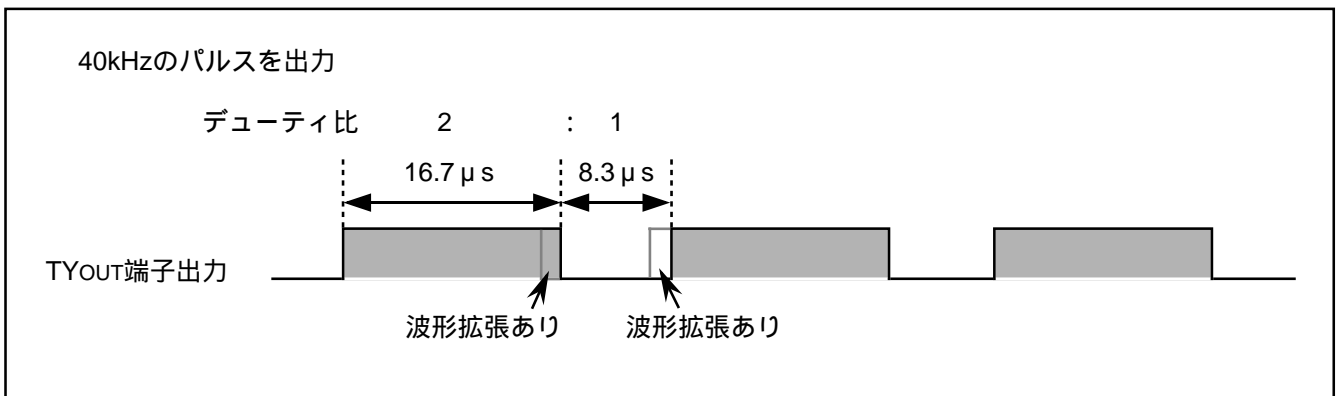 40kHzのパルスを出力
デューティ比 2 : 1
16.7 μs 8.3 μs
TYOUT端子出力
波形拡張あり 波形拡張あり